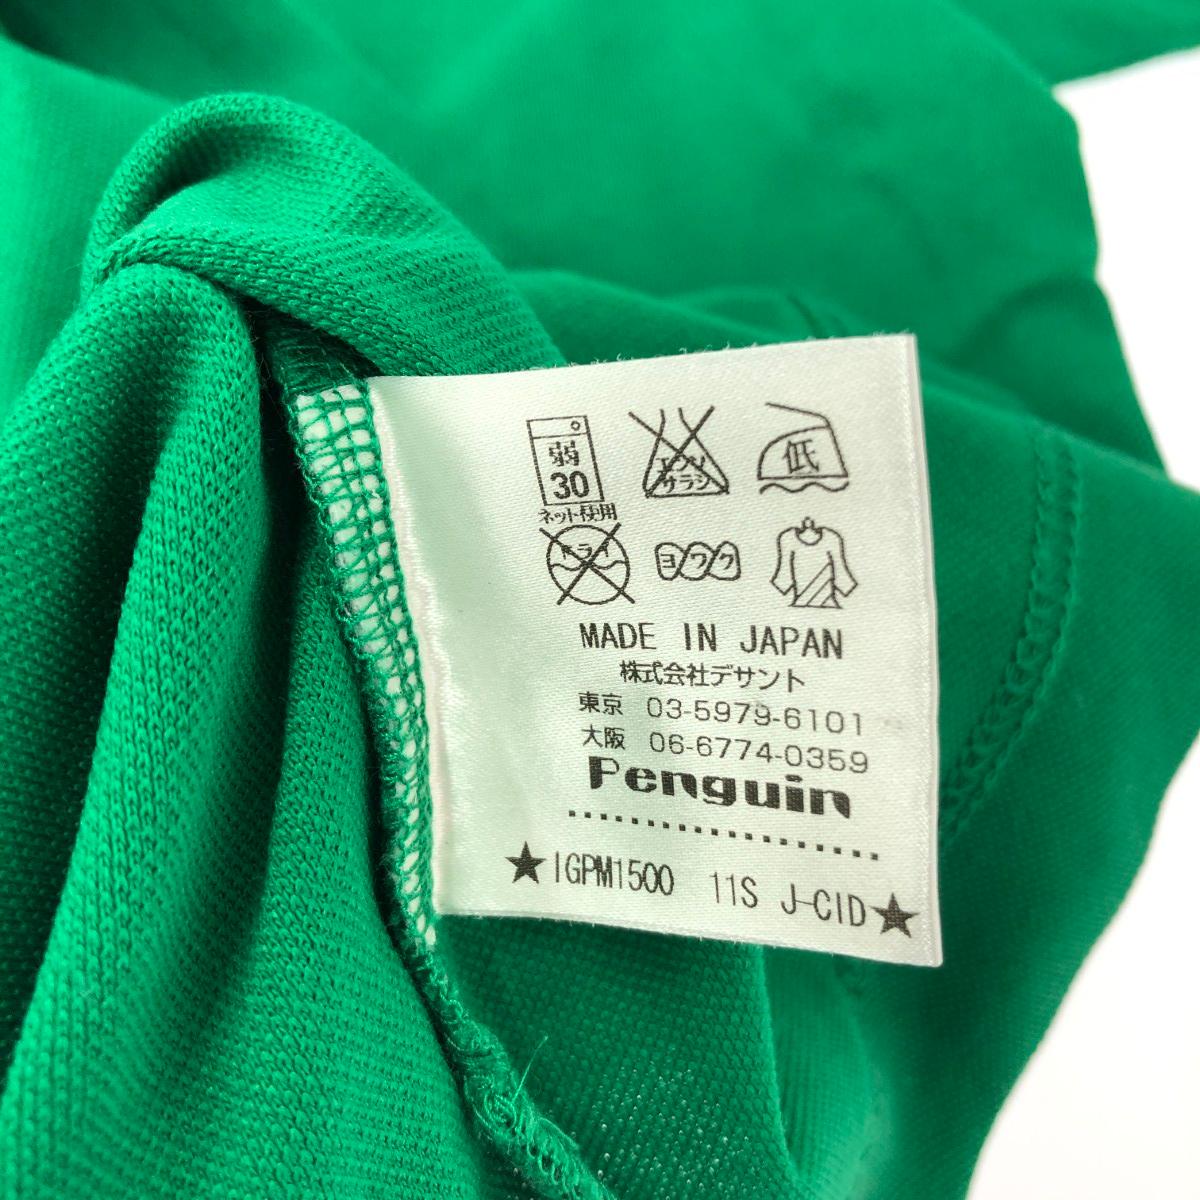 弱
30
ネット使用
エンソ
サラシ
低
ドライ
ヨワク
MADE IN JAPAN
株式会社デサント
東京 03-5979-6101
大阪 06-6774-0359
Penguin
★IGPM1500 11S J-CID★